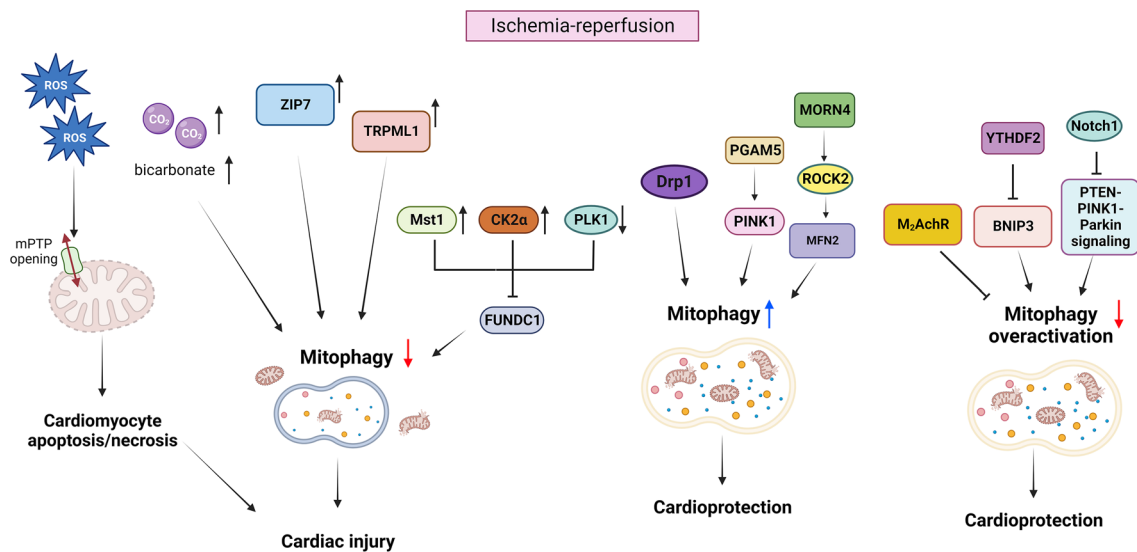 Ischemia-reperfusion
ROS
ROS
mPTP
opening
Cardiomyocyte
apoptosis/necrosis
CO₂
CO₂
bicarbonate
ZIP7
TRPML1
Mst1
CK2α
PLK1
FUNDC1
Mitophagy
Cardiac injury
Drp1
PGAM5
PINK1
MORN4
ROCK2
MFN2
Mitophagy
Cardioprotection
M₂AchR
YTHDF2
BNIP3
Notch1
PTEN-
PINK1-
Parkin
signaling
Mitophagy
overactivation
Cardioprotection